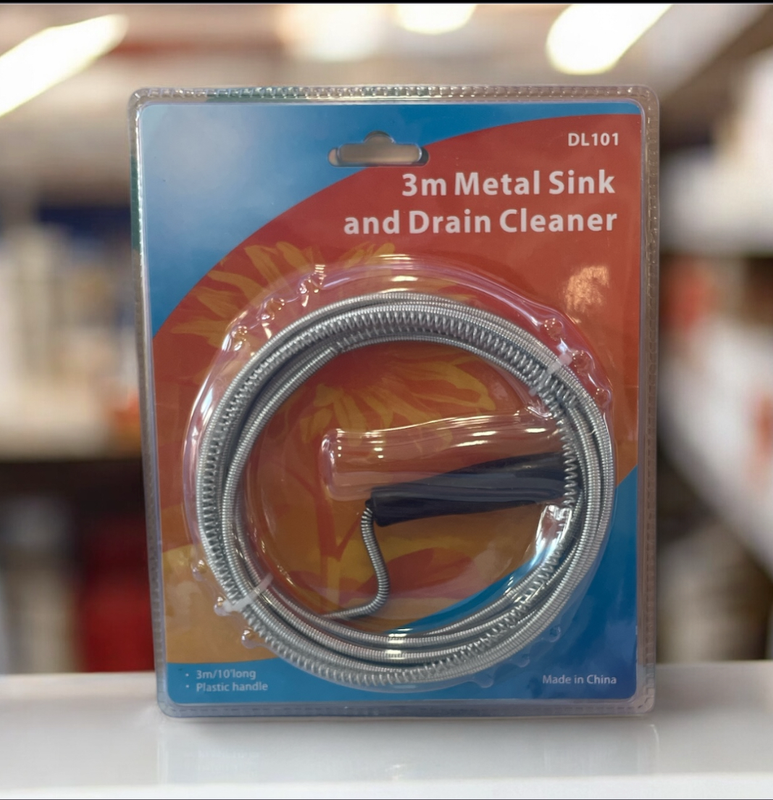 DL101
3m Metal Sink
and Drain Cleaner
• 3m/10'long
• Plastic handle
Made in China